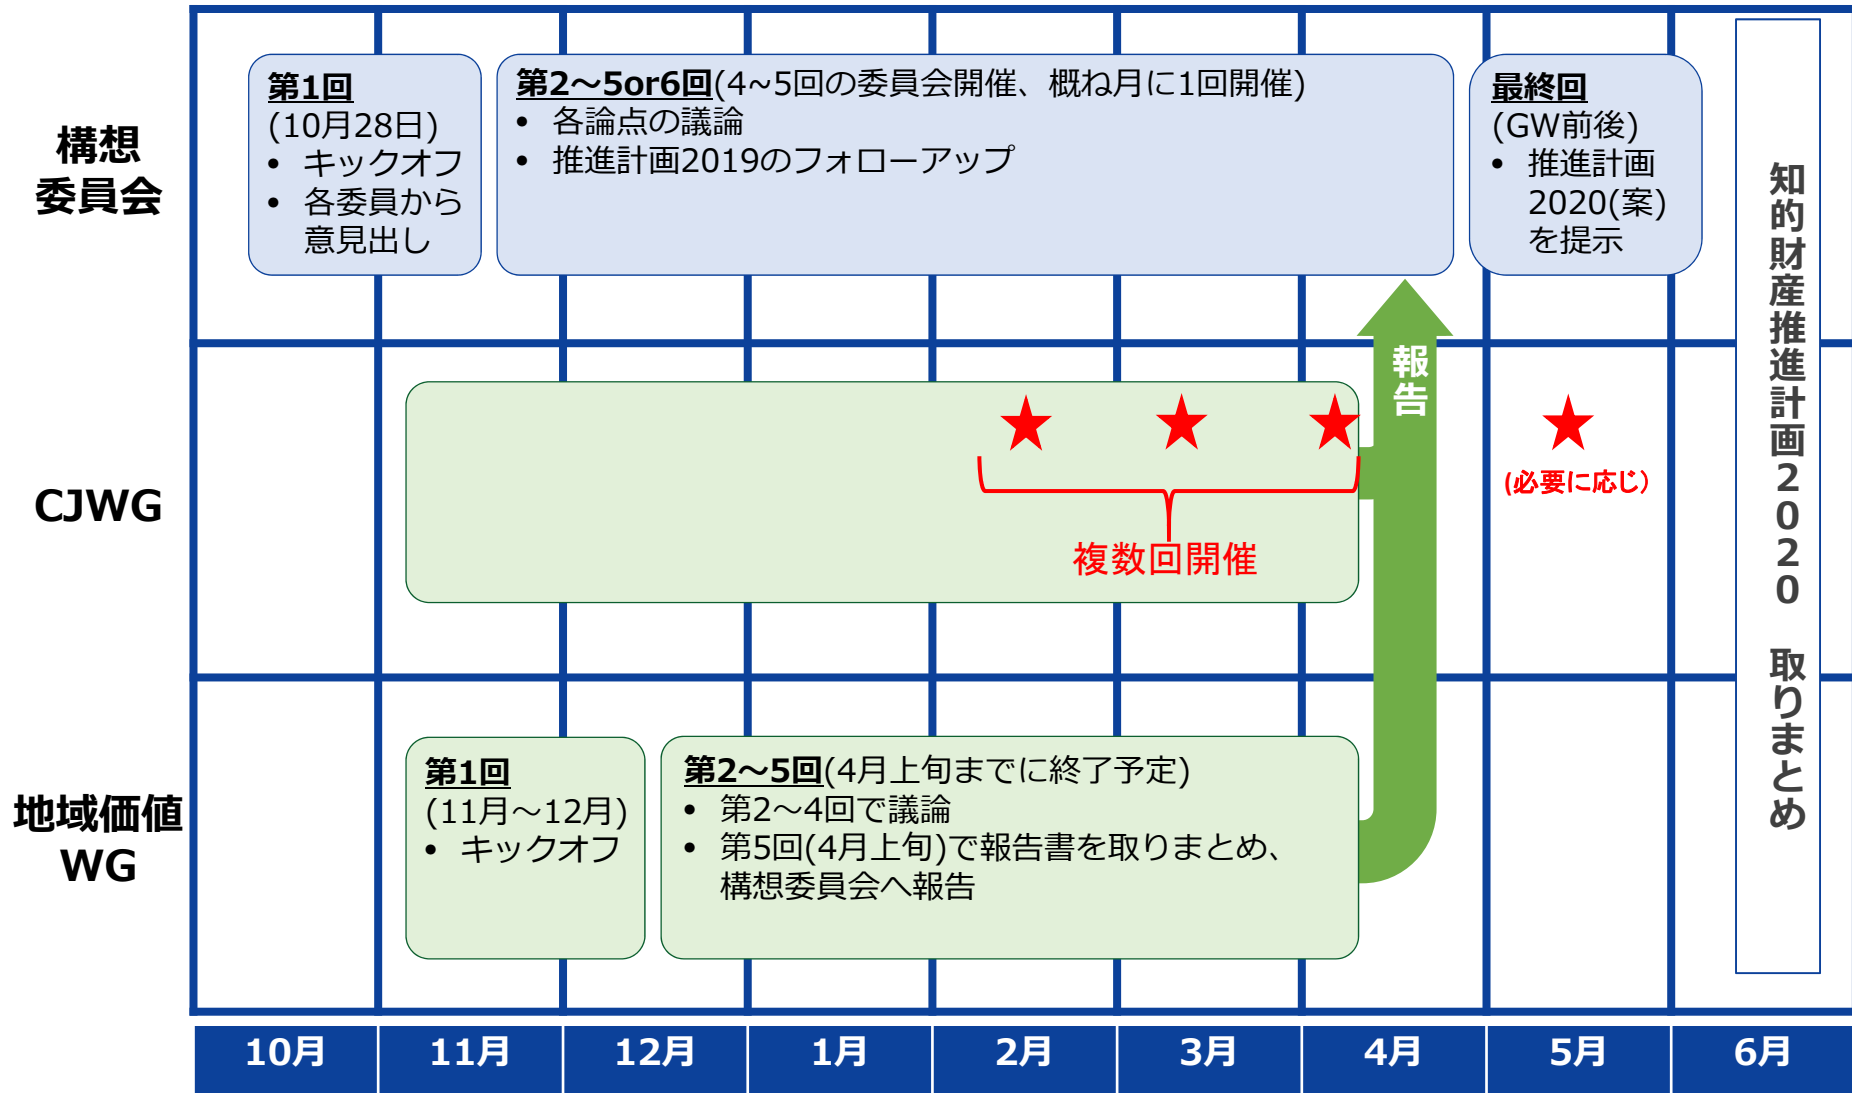 構想
委員会
第1回
(10月28日)
• キックオフ
• 各委員から
意見出し
第2～5or6回(4~5回の委員会開催、概ね月に1回開催)
• 各論点の議論
• 推進計画2019のフォローアップ
最終回
(GW前後)
• 推進計画
2020(案)
を提示
知的財産推進計画2020 取りまとめ
CJWG
報告
★ ★ ★ ★
複数回開催
(必要に応じ)
地域価値
WG
第1回
(11月～12月)
• キックオフ
第2～5回(4月上旬までに終了予定)
• 第2～4回で議論
• 第5回(4月上旬)で報告書を取りまとめ、
構想委員会へ報告
10月 11月 12月 1月 2月 3月 4月 5月 6月